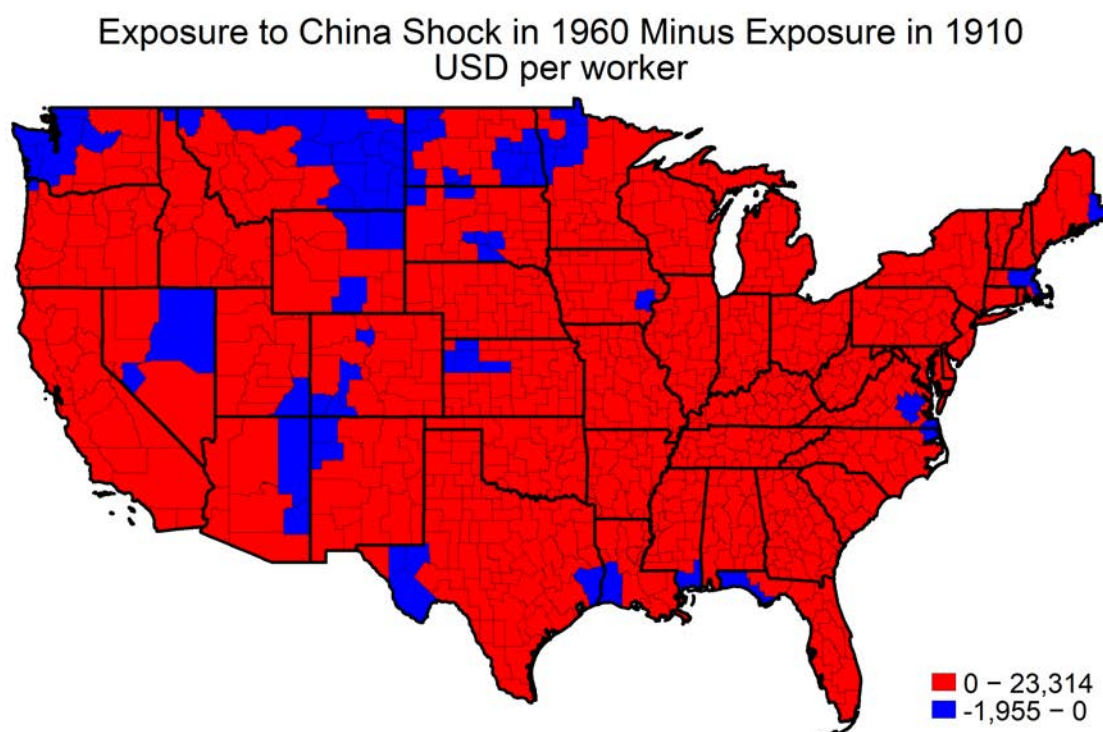 Exposure to China Shock in 1960 Minus Exposure in 1910
USD per worker
0 − 23,314
-1,955 − 0